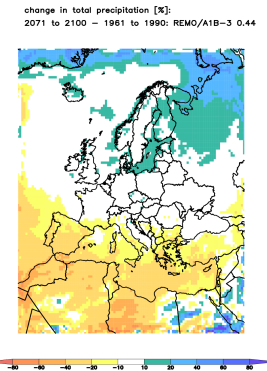 change in total precipitation [%]:
2071 to 2100 − 1961 to 1990: REMO/A1B−3 0.44
−80 −60 −40 −20 −10 10 20 40 60 80